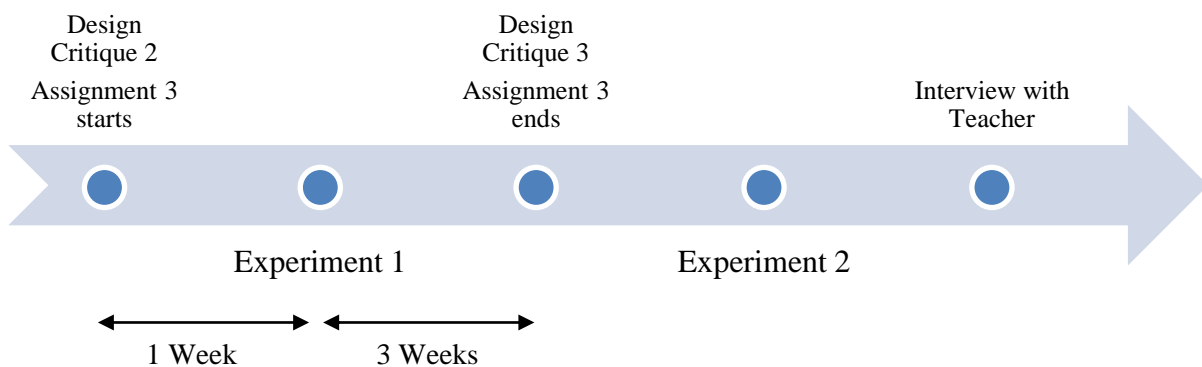 Design
Critique 2
Assignment 3
starts
Design
Critique 3
Assignment 3
ends
Interview with
Teacher
Experiment 1
Experiment 2
1 Week
3 Weeks